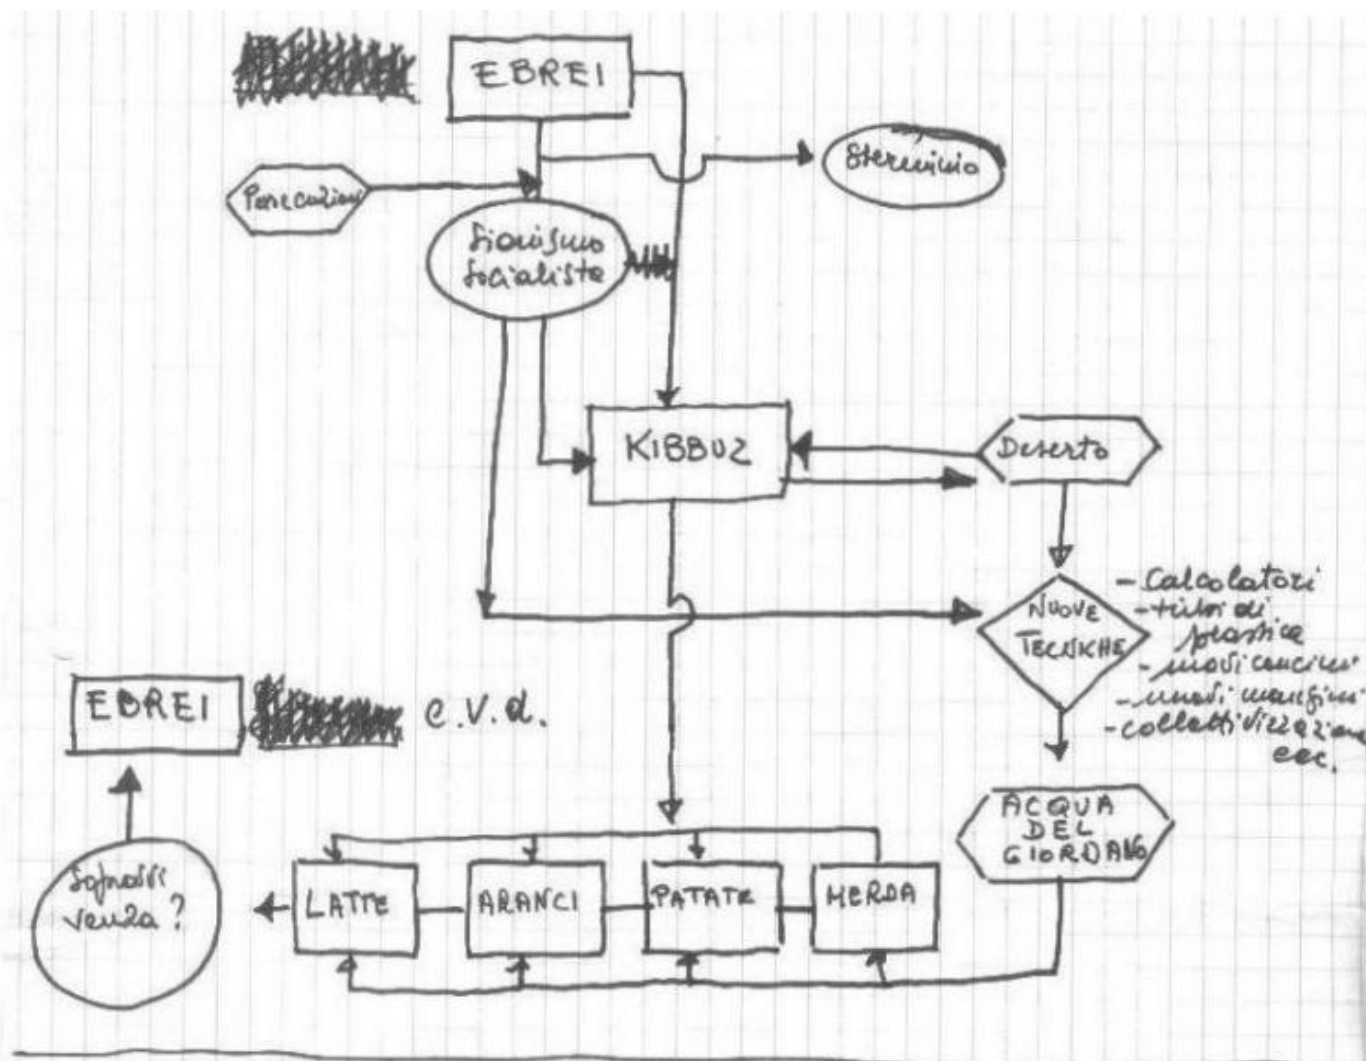 EBREI
Sterminio
Persecuzioni
Sionismo
socialista
KIBBUZ
Deserto
NUOVE
TECNICHE
- Calcolatori
- tubi di
plastica
- nuovi concimi
- nuovi mangimi
- collettivizzazione
ecc.
EBREI
c.v.d.
ACQUA
DEL
GIORDANO
LATTE
ARANCI
PATATE
MERDA